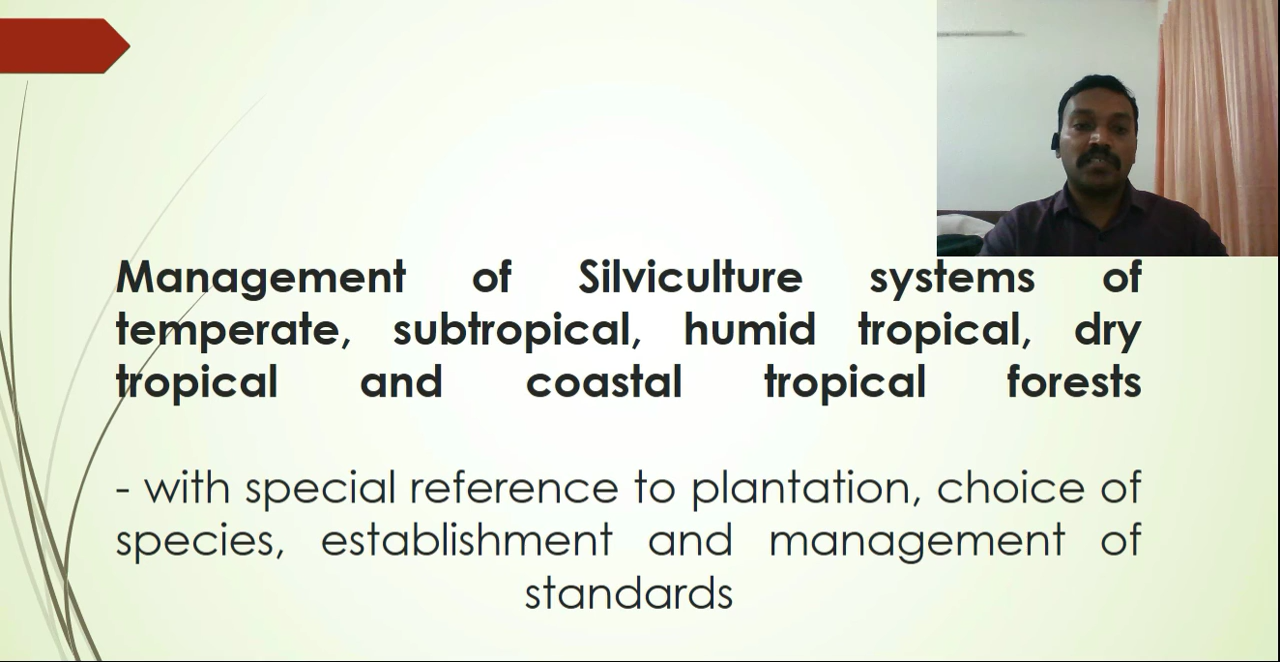 Management of Silviculture systems of
temperate, subtropical, humid tropical, dry
tropical and coastal tropical forests
- with special reference to plantation, choice of
species, establishment and management of
standards